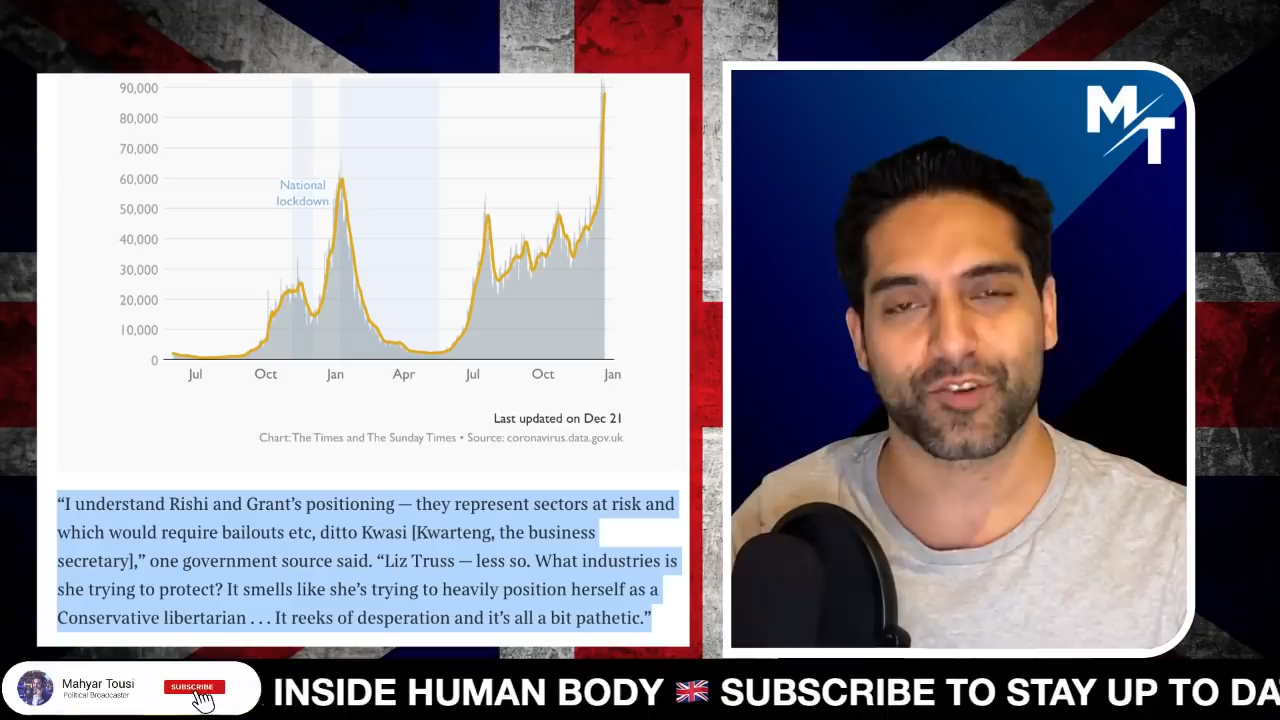 90,000
80,000
70,000
60,000
50,000
40,000
30,000
20,000
10,000
0
National
lockdown
Jul Oct Jan Apr Jul Oct Jan
Last updated on Dec 21
Chart: The Times and The Sunday Times • Source: coronavirus.data.gov.uk
“I understand Rishi and Grant’s positioning — they represent sectors at risk and
which would require bailouts etc, ditto Kwasi [Kwarteng, the business
secretary],” one government source said. “Liz Truss — less so. What industries is
she trying to protect? It smells like she’s trying to heavily position herself as a
Conservative libertarian . . . It reeks of desperation and it’s all a bit pathetic.”
MT
Mahyar Tousi
Political Broadcaster
SUBSCRIBE
INSIDE HUMAN BODY 🇬🇧 SUBSCRIBE TO STAY UP TO DA